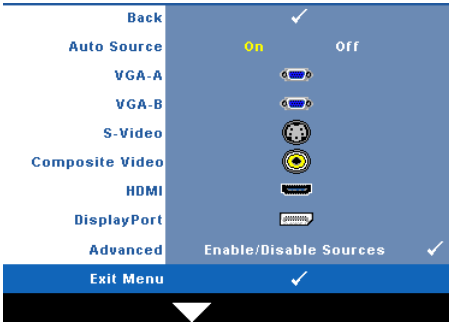 Back
Auto Source On Off
VGA-A
VGA-B
S-Video
Composite Video
HDMI
DisplayPort
Advanced Enable/Disable Sources
Exit Menu